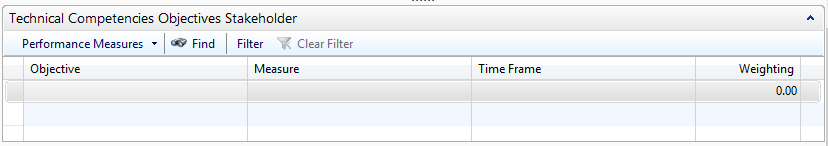 Technical Competencies Objectives Stakeholder
Performance Measures Find Filter Clear Filter
Objective Measure Time Frame Weighting
0.00